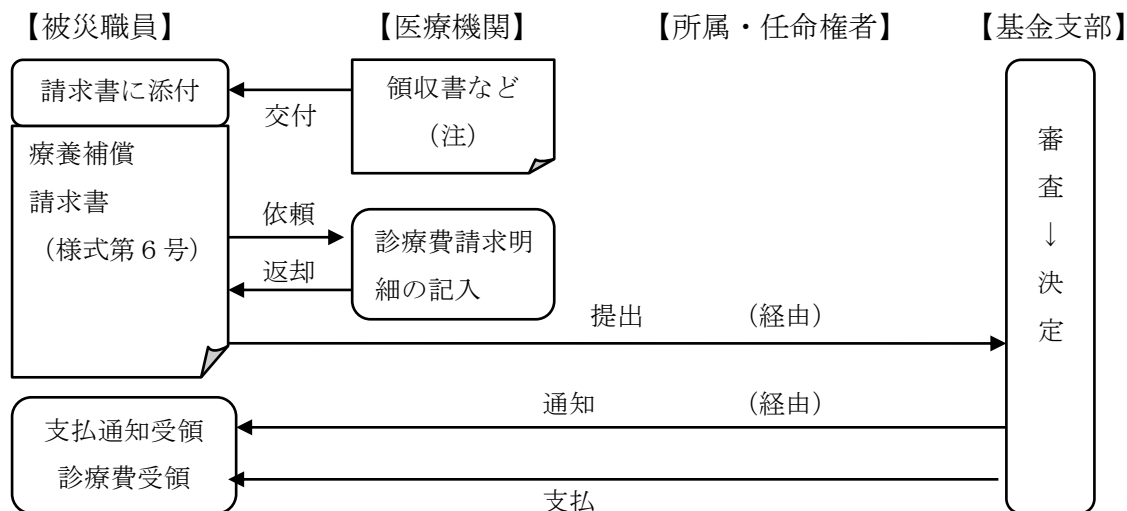 【被災職員】 【医療機関】 【所属・任命権者】 【基金支部】
請求書に添付
交付
領収書など
（注）
療養補償
請求書
（様式第６号）
依頼
返却
診療費請求明
細の記入
提出 （経由）
審
査
↓
決
定
通知 （経由）
支払通知受領
診療費受領
支払